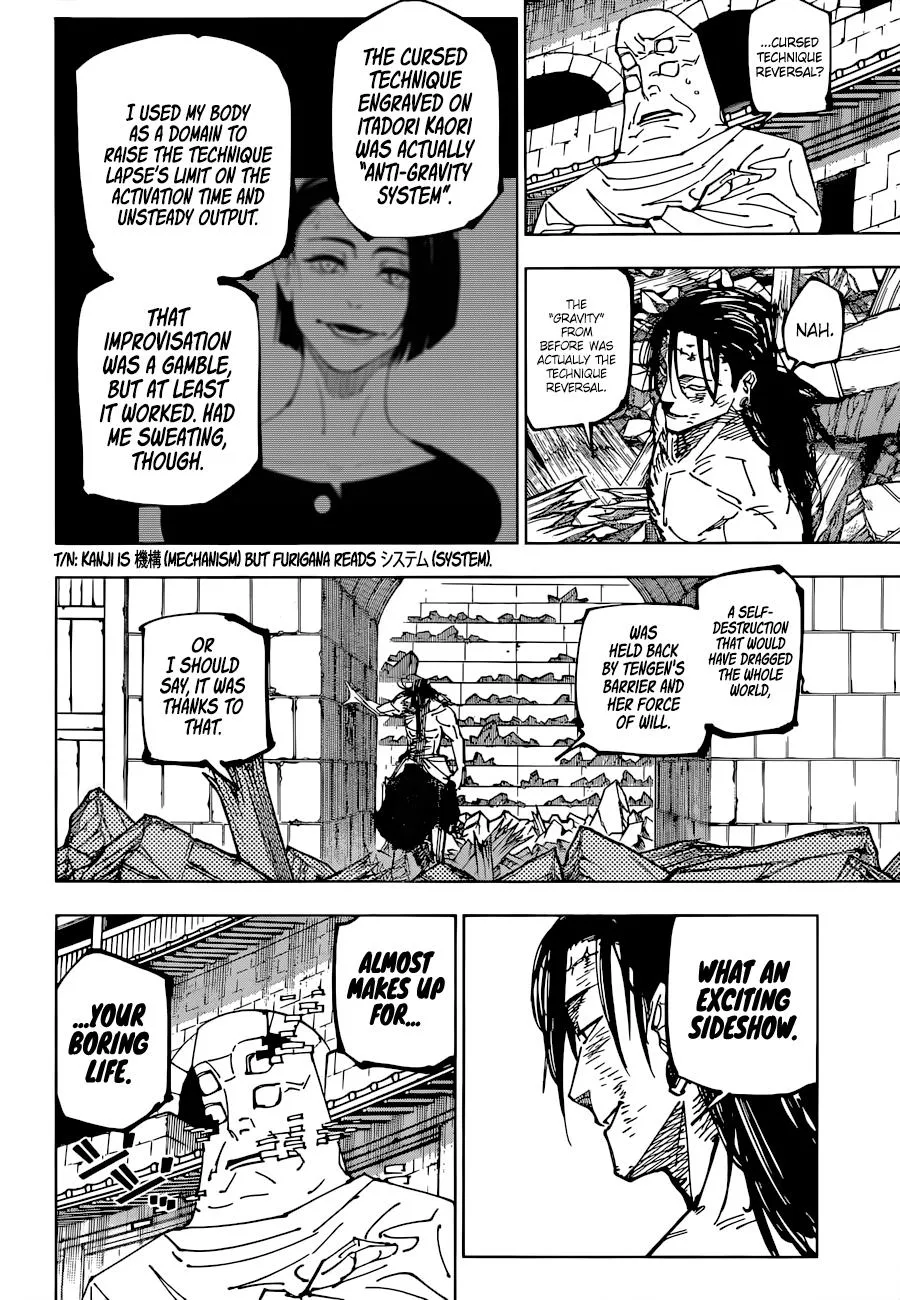 ...CURSED
TECHNIQUE
REVERSAL?
NAH.
THE
"GRAVITY"
FROM
BEFORE WAS
ACTUALLY THE
TECHNIQUE
REVERSAL.
THE CURSED
TECHNIQUE
ENGRAVED ON
ITADORI KAORI
WAS ACTUALLY
"ANTI-GRAVITY
SYSTEM".
I USED MY BODY
AS A DOMAIN TO
RAISE THE TECHNIQUE
LAPSE'S LIMIT ON THE
ACTIVATION TIME AND
UNSTEADY OUTPUT.
THAT
IMPROVISATION
WAS A GAMBLE,
BUT AT LEAST
IT WORKED. HAD
ME SWEATING,
THOUGH.
T/N: KANJI IS 機構 (MECHANISM) BUT FURIGANA READS システム (SYSTEM).
A SELF-
DESTRUCTION
THAT WOULD
HAVE DRAGGED
THE WHOLE
WORLD,
WAS
HELD BACK
BY TENGEN'S
BARRIER AND
HER FORCE
OF WILL.
OR
I SHOULD
SAY, IT WAS
THANKS TO
THAT.
WHAT AN
EXCITING
SIDESHOW.
ALMOST
MAKES UP
FOR...
...YOUR
BORING
LIFE.